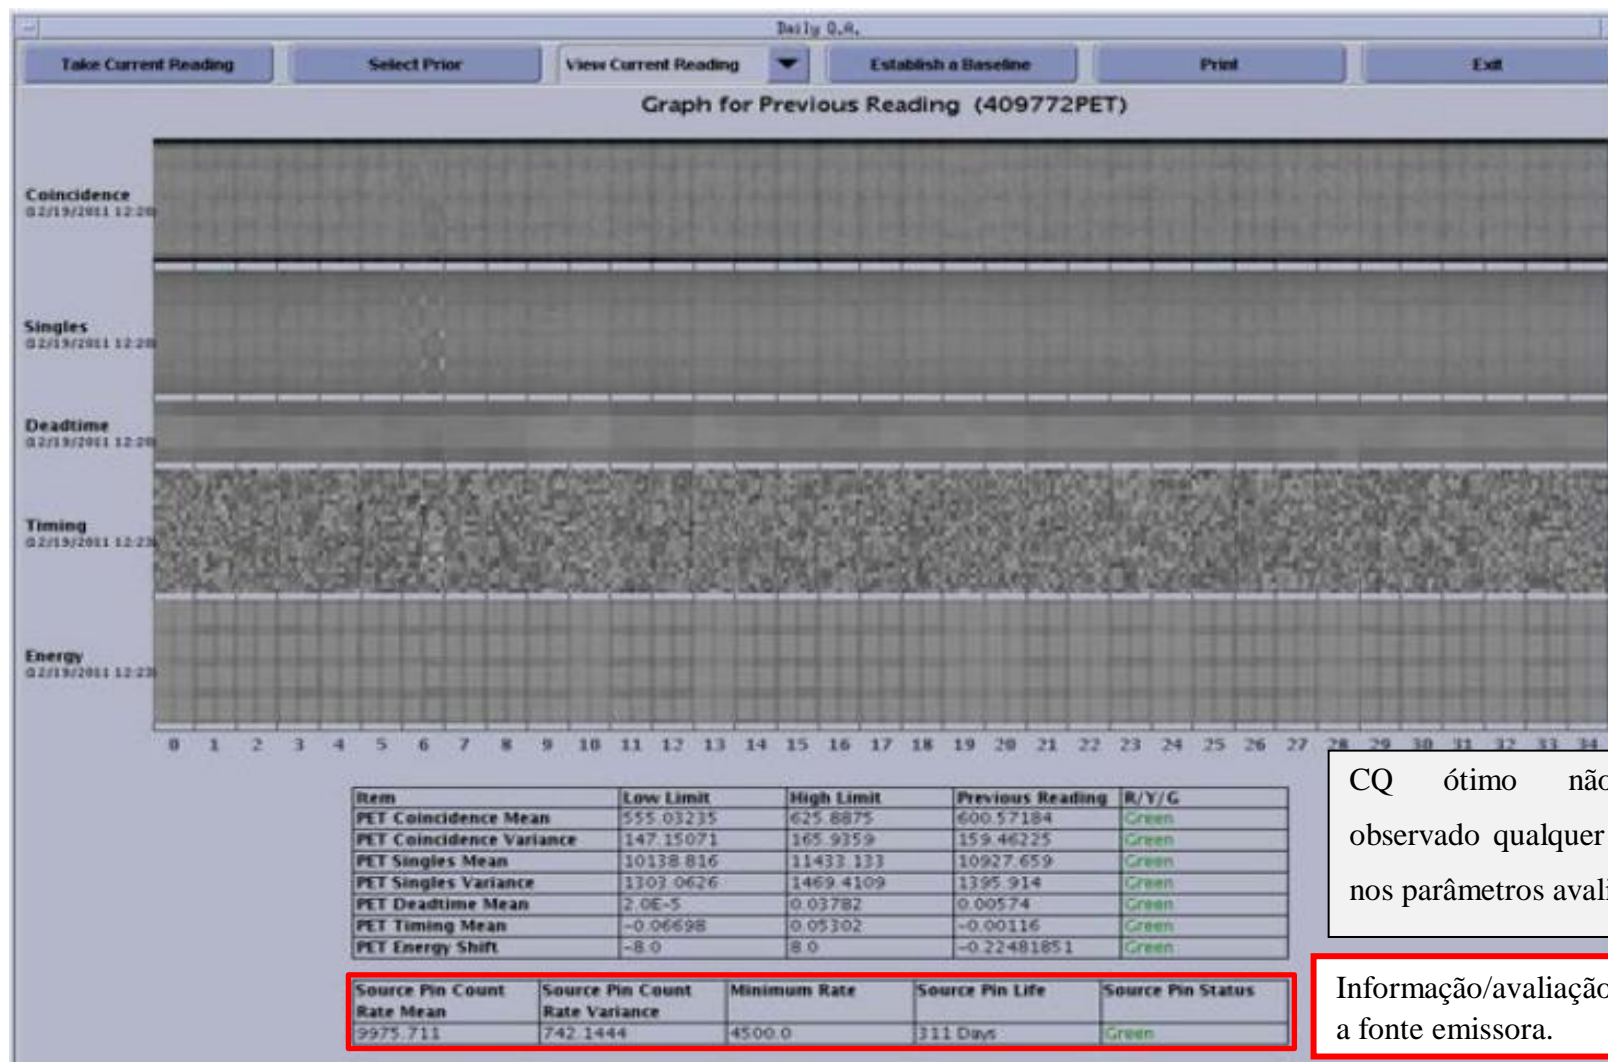 Daily Q.A.
Take Current Reading Select Prior View Current Reading Establish a Baseline Print Exit
Graph for Previous Reading (409772PET)
Coincidence
02/19/2011 12:20
Singles
02/19/2011 12:20
Deadtime
02/19/2011 12:20
Timing
02/19/2011 12:23
Energy
02/19/2011 12:23
0 1 2 3 4 5 6 7 8 9 10 11 12 13 14 15 16 17 18 19 20 21 22 23 24 25 26 27 28 29 30 31 32 33 34
Item Low Limit High Limit Previous Reading R/Y/G
PET Coincidence Mean 555.03235 625.8875 600.57184 Green
PET Coincidence Variance 147.15071 165.9359 159.46225 Green
PET Singles Mean 10138.816 11433.133 10927.659 Green
PET Singles Variance 1303.0626 1469.4109 1395.914 Green
PET Deadtime Mean 2.0E-5 0.03782 0.00574 Green
PET Timing Mean -0.06698 0.05302 -0.00116 Green
PET Energy Shift -8.0 8.0 -0.22481851 Green
CQ ótimo não
observado qualquer
nos parâmetros avali
Source Pin Count Source Pin Count Minimum Rate Source Pin Life Source Pin Status
Rate Mean Rate Variance
9975.711 742.1444 4500.0 311 Days Green
Informação/avaliação
a fonte emissora.